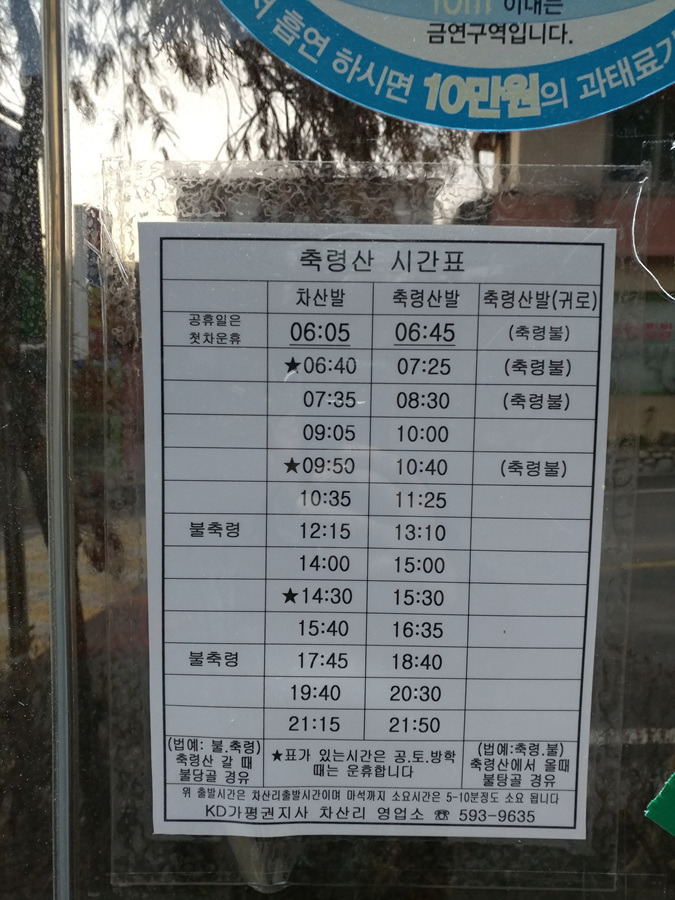 10m 이내는
금연구역입니다.
서 흡연 하시면 10만원의 과태료가
축령산 시간표
차산발 축령산발 축령산발(귀로)
공휴일은
첫차운휴 06:05 06:45 (축령불)
★06:40 07:25 (축령불)
07:35 08:30 (축령불)
09:05 10:00
★09:50 10:40 (축령불)
10:35 11:25
불축령 12:15 13:10
14:00 15:00
★14:30 15:30
15:40 16:35
불축령 17:45 18:40
19:40 20:30
21:15 21:50
(법예: 불.축령)
축령산 갈 때
불당골 경유
★표가 있는시간은 공.토.방학
때는 운휴합니다
(법예:축령.불)
축령산에서 올때
불탕골 경유
위 출발시간은 차산리출발시간이며 마석까지 소요시간은 5-10분정도 소요 됩니다
KD가평권지사 차산리 영업소 ☎ 593-9635